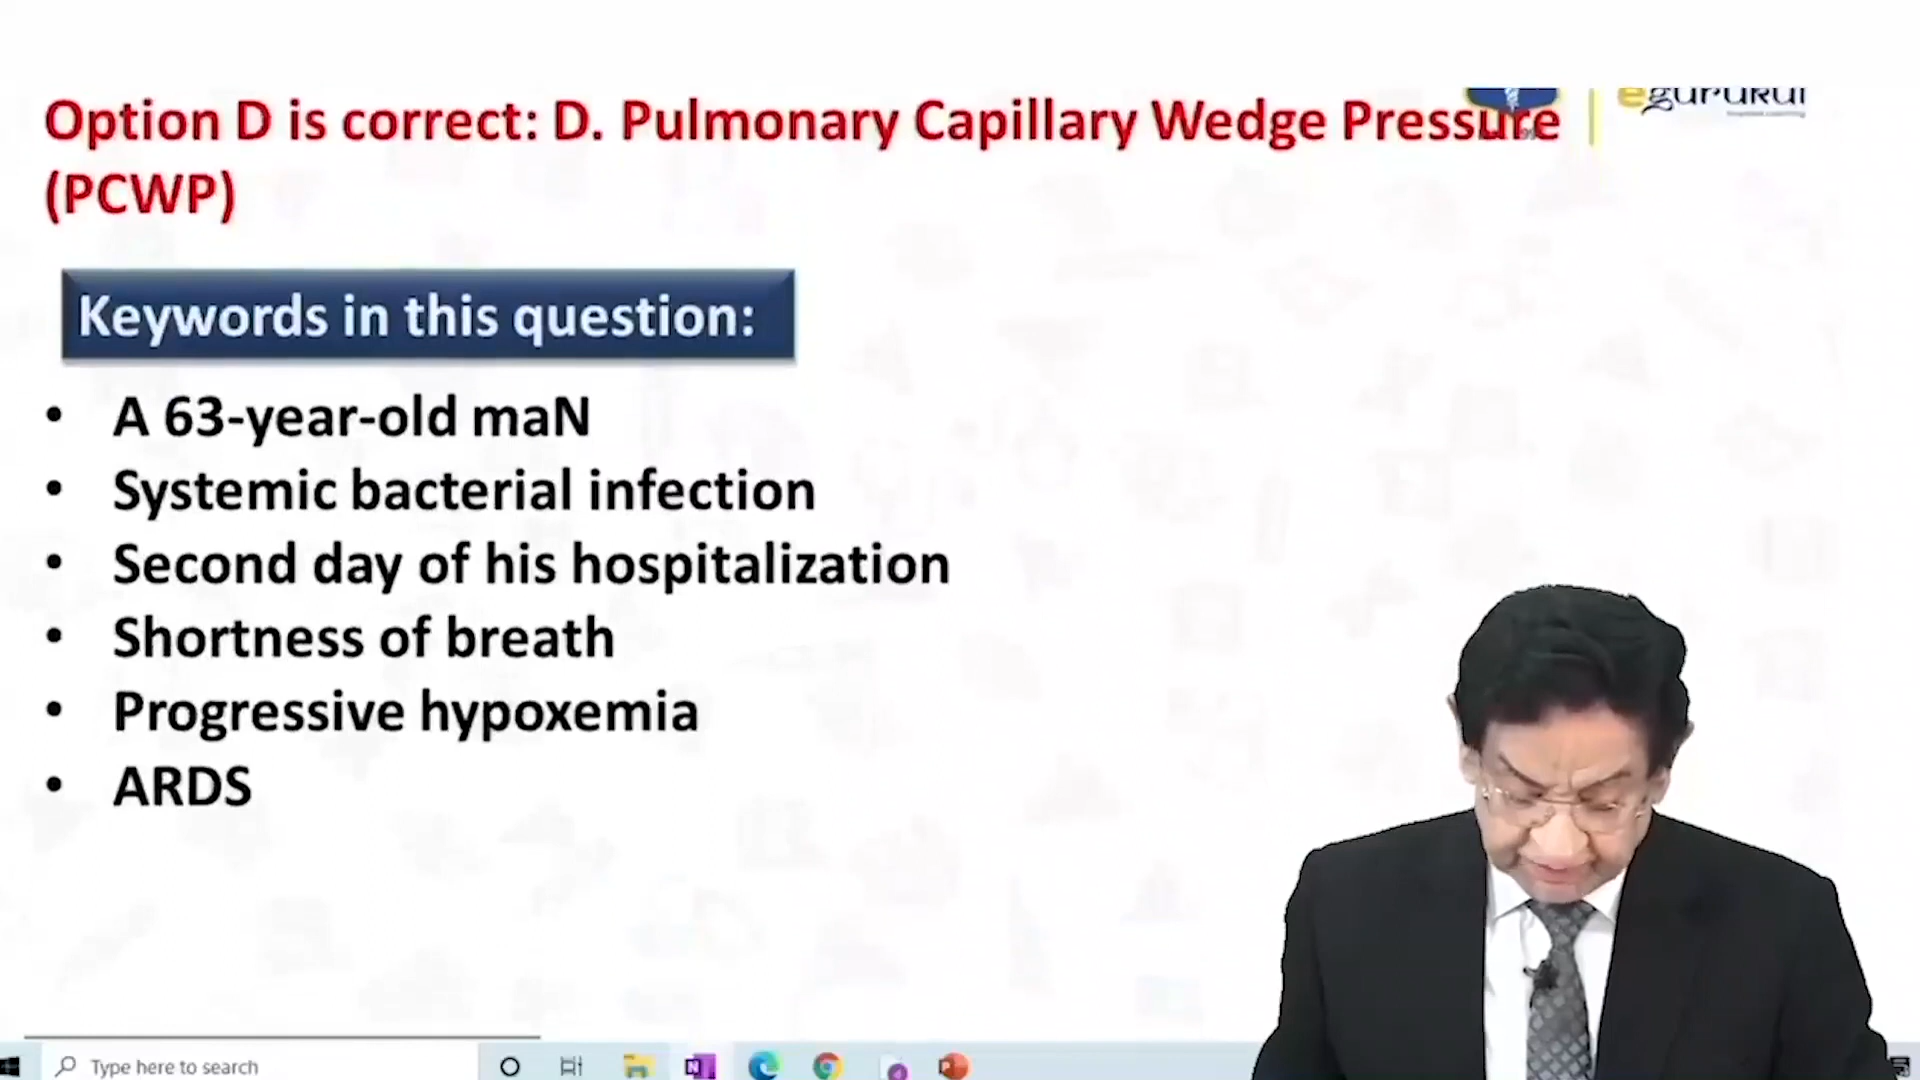 Option D is correct: D. Pulmonary Capillary Wedge Pressure
(PCWP)
egurukul
Keywords in this question:
• A 63-year-old maN
• Systemic bacterial infection
• Second day of his hospitalization
• Shortness of breath
• Progressive hypoxemia
• ARDS
Type here to search